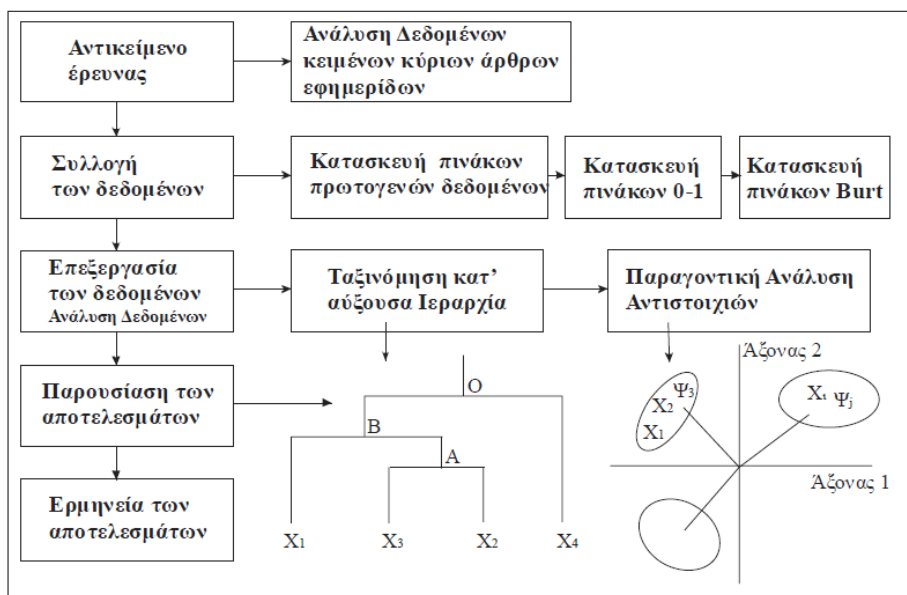 Αντικείμενο
έρευνας
Ανάλυση Δεδομένων
κειμένων κύριων άρθρων
εφημερίδων
Συλλογή
των δεδομένων
Κατασκευή πινάκων
πρωτογενών δεδομένων
Κατασκευή
πινάκων 0-1
Κατασκευή
πινάκων Burt
Επεξεργασία
των δεδομένων
Ανάλυση Δεδομένων
Ταξινόμηση κατ’
αύξουσα Ιεραρχία
Παραγοντική Ανάλυση
Αντιστοιχιών
Παρουσίαση των
αποτελεσμάτων
Ερμηνεία των
αποτελεσμάτων
O
B
A
X1
X3
X2
X4
Άξονας 2
Ψ3
X2
X1
Xι Ψj
Άξονας 1